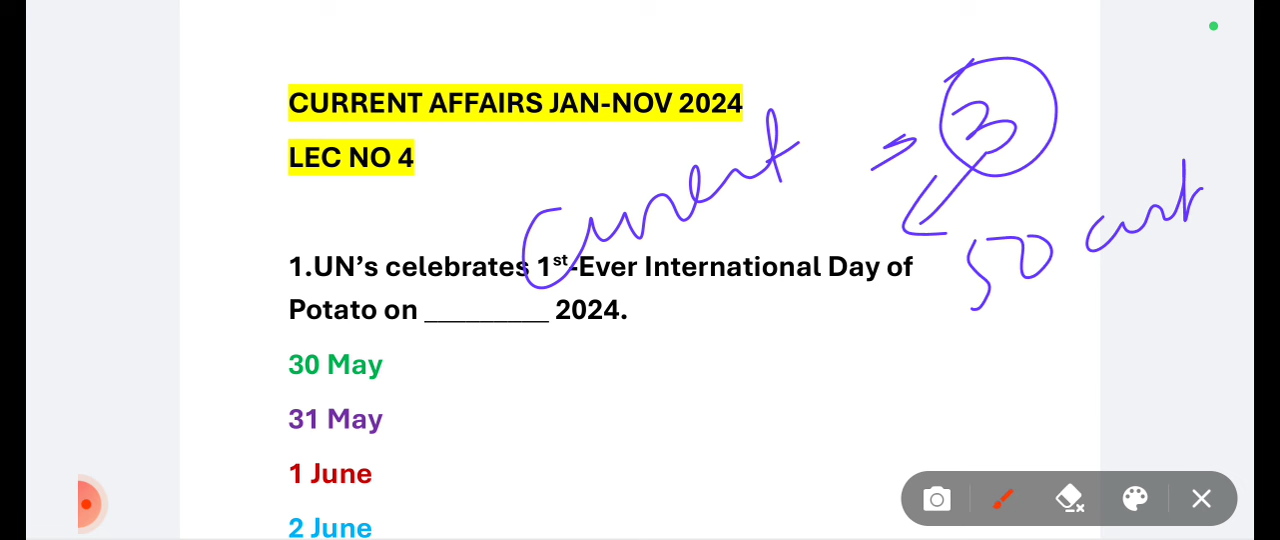 CURRENT AFFAIRS JAN-NOV 2024
LEC NO 4
Current
3
50
1.UN’s celebrates 1st-Ever International Day of
Potato on _________ 2024.
30 May
31 May
1 June
2 June